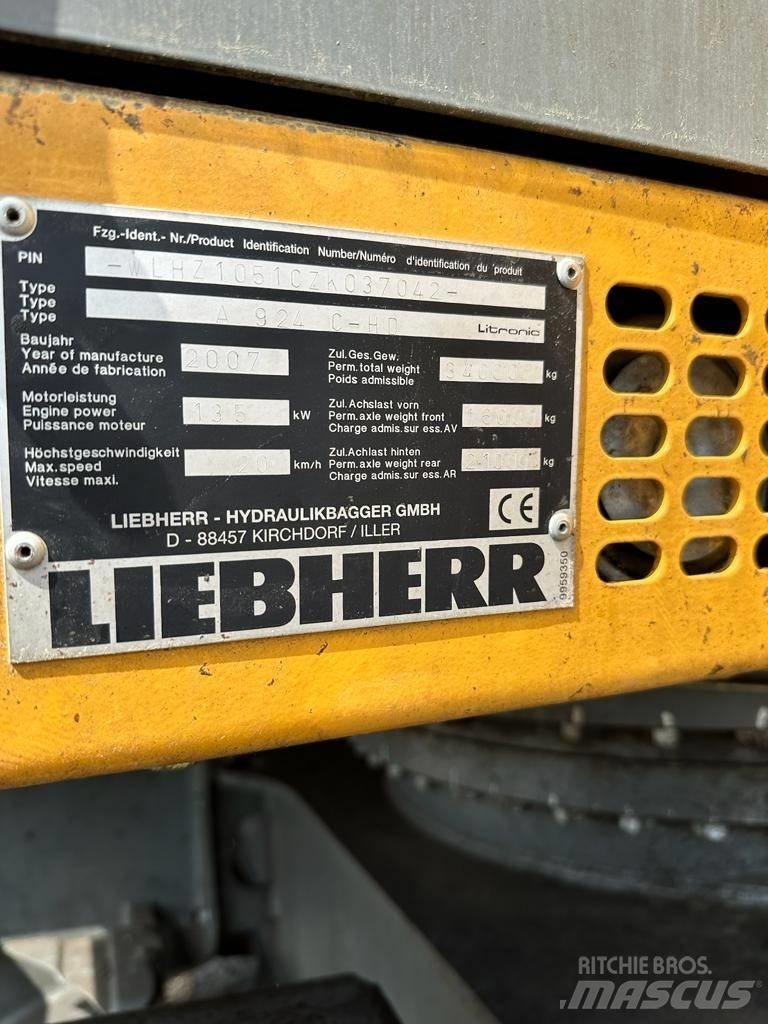 Fzg.-Ident.- Nr./Product Identification Number/Numéro d'identification du produit
PIN -WLHZ1051CZK037042-
Type
Type A 924 C-HD Litronic
Type
Baujahr
Year of manufacture 2007
Année de fabrication
Zul.Ges.Gew.
Perm.total weight 34000 kg
Poids admissible
Motorleistung
Engine power 135 kW
Puissance moteur
Zul.Achslast vorn
Perm.axle weight front kg
Charge admis.sur ess.AV
Höchstgeschwindigkeit
Max.speed 20 km/h
Vitesse maxi.
Zul.Achlast hinten
Perm.axle weight rear kg
Charge admis.sur ess.AR
LIEBHERR - HYDRAULIKBAGGER GMBH
D - 88457 KIRCHDORF / ILLER
CE
LIEBHERR
9959350
RITCHIE BROS.
MASCUS